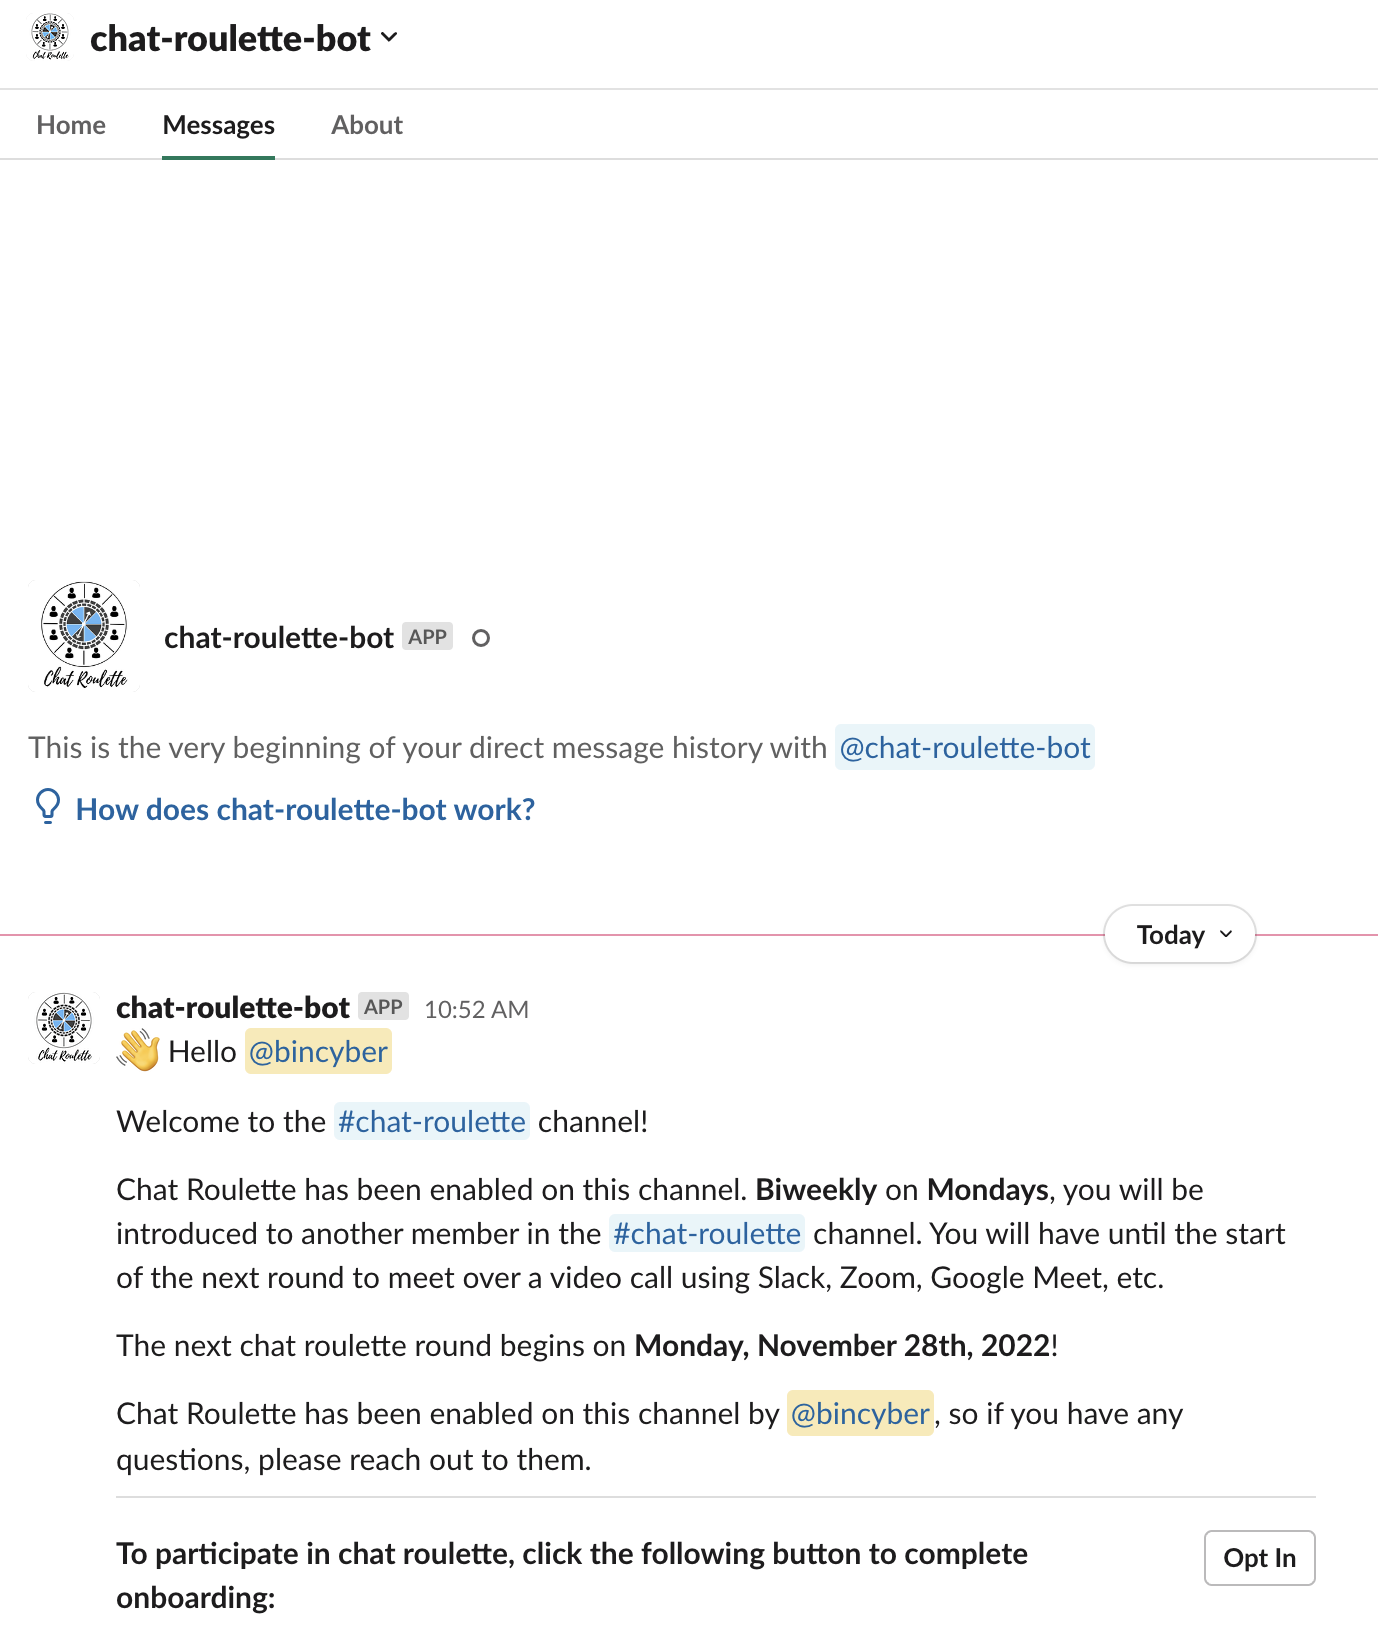 Chat Roulette
chat-roulette-bot
Home
Messages
About
Chat Roulette
chat-roulette-bot APP
This is the very beginning of your direct message history with @chat-roulette-bot
How does chat-roulette-bot work?
Today
Chat Roulette
chat-roulette-bot APP 10:52 AM
👋 Hello @bincyber
Welcome to the #chat-roulette channel!
Chat Roulette has been enabled on this channel. Biweekly on Mondays, you will be
introduced to another member in the #chat-roulette channel. You will have until the start
of the next round to meet over a video call using Slack, Zoom, Google Meet, etc.
The next chat roulette round begins on Monday, November 28th, 2022!
Chat Roulette has been enabled on this channel by @bincyber, so if you have any
questions, please reach out to them.
To participate in chat roulette, click the following button to complete
onboarding:
Opt In